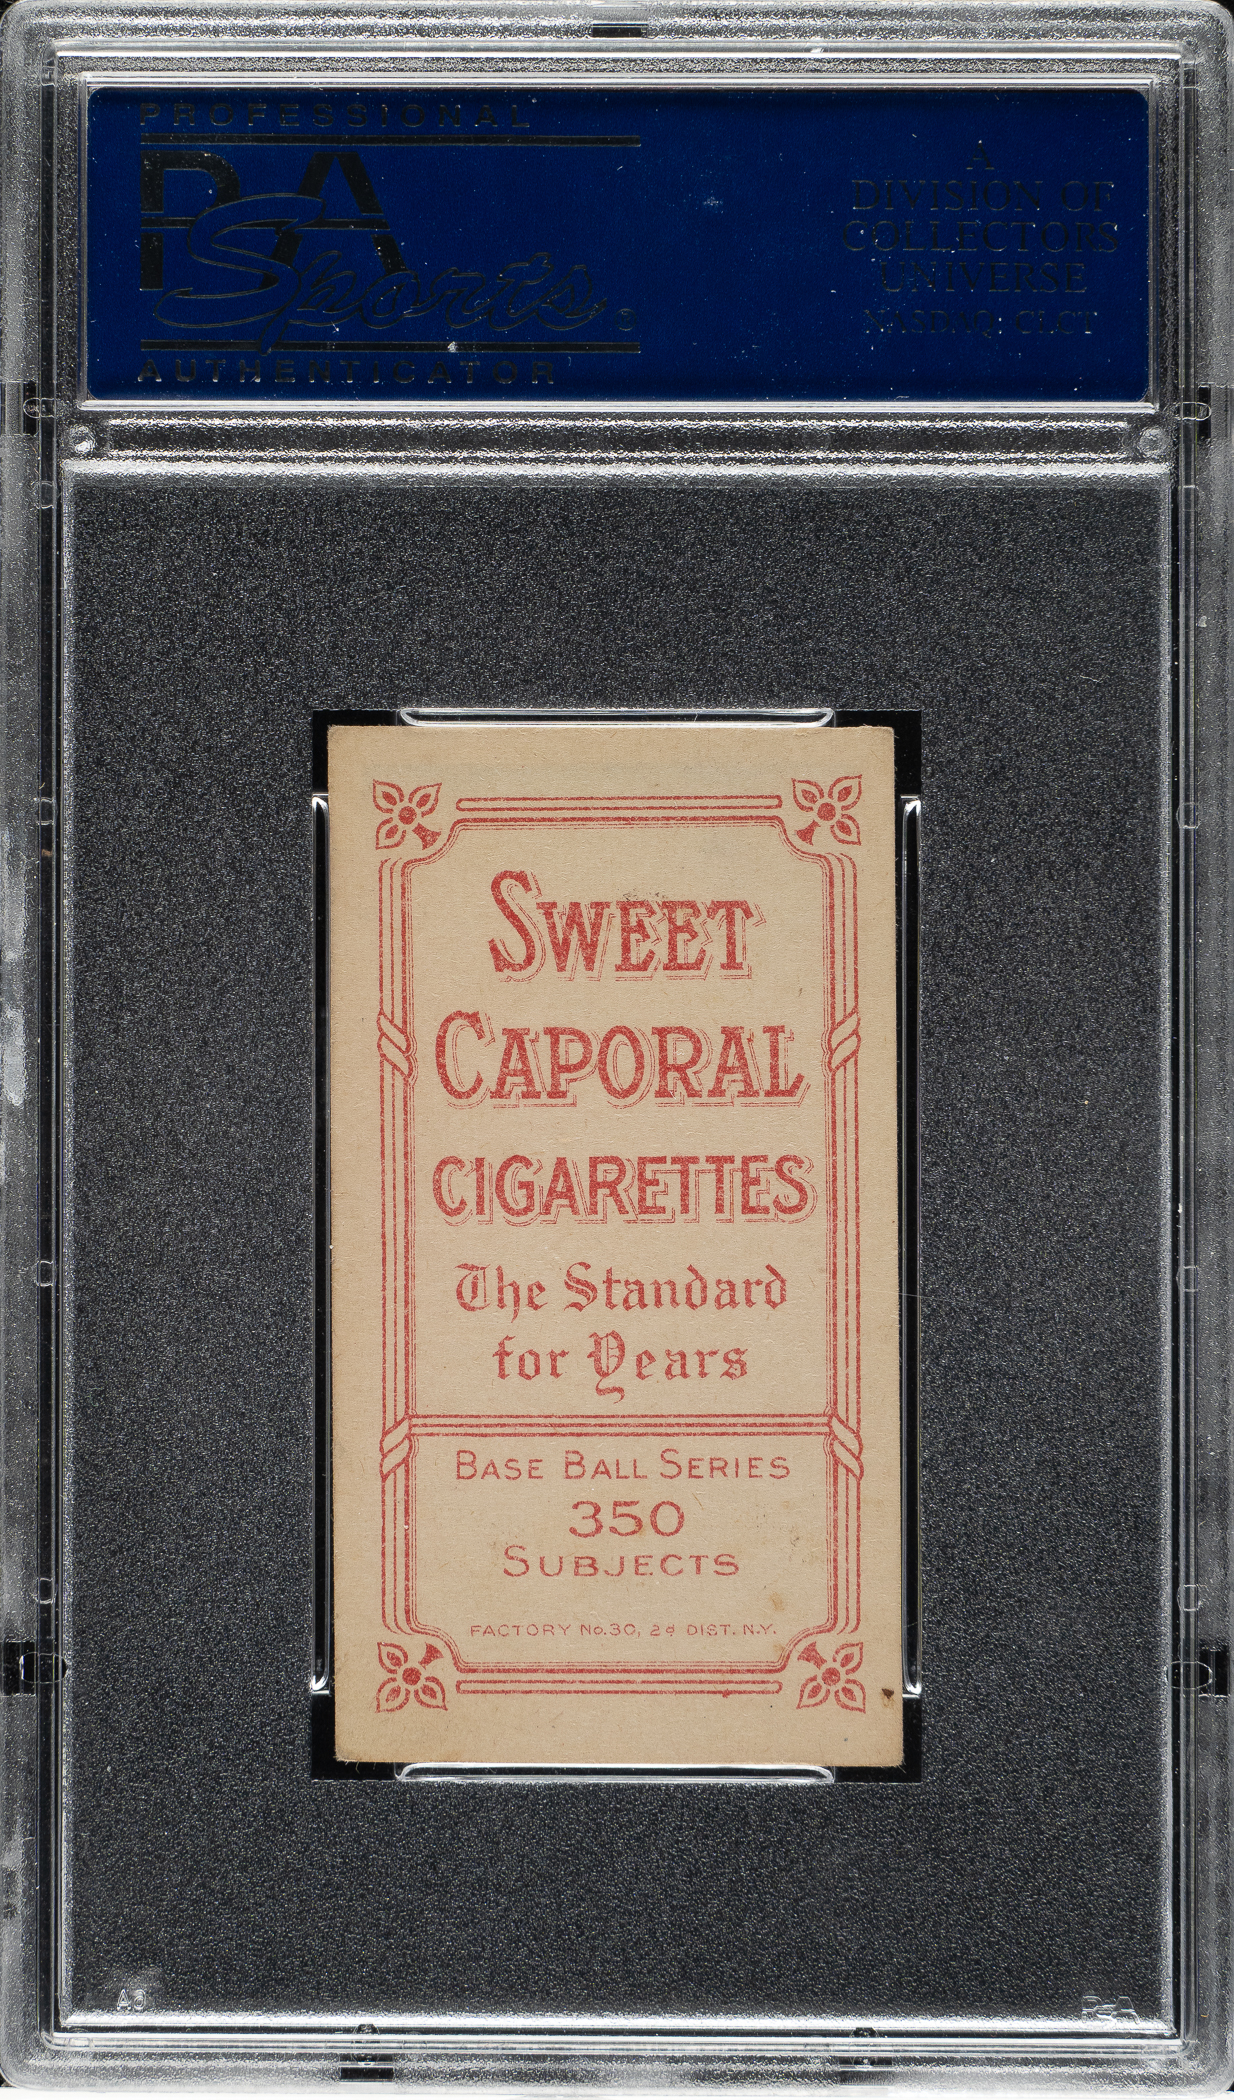 PROFESSIONAL
PSA
Sports®
AUTHENTICATOR
A
DIVISION OF
COLLECTORS
UNIVERSE
NASDAQ: CLCT
SWEET
CAPORAL
CIGARETTES
The Standard
for Years
BASE BALL SERIES
350
SUBJECTS
FACTORY No. 30, 2d DIST. N.Y.
PSA